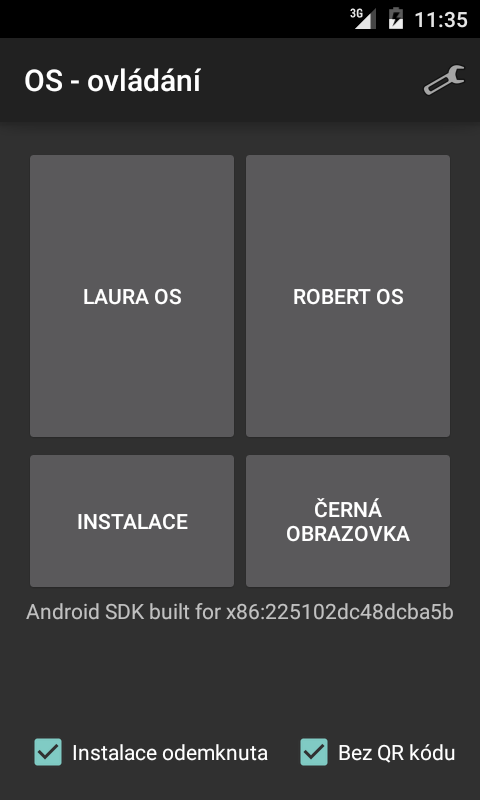 3G
11:35
OS - ovládání
LAURA OS
ROBERT OS
INSTALACE
ČERNÁ
OBRAZOVKA
Android SDK built for x86:225102dc48dcba5b
Instalace odemknuta
Bez QR kódu